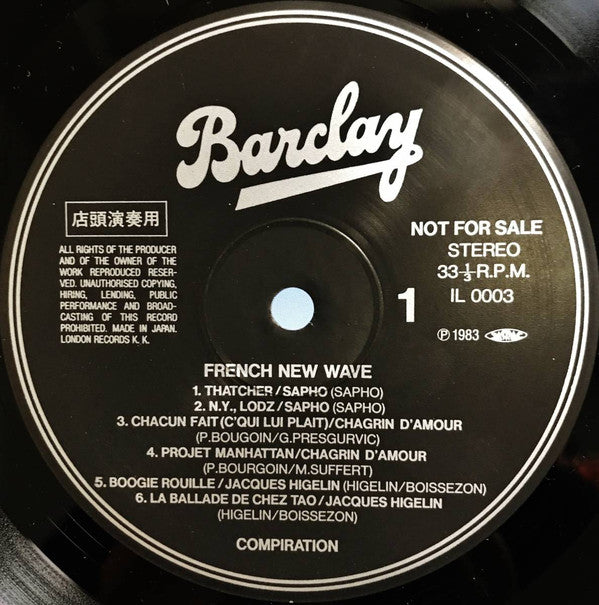 Barclay
店頭演奏用
ALL RIGHTS OF THE PRODUCER
AND OF THE OWNER OF THE
WORK REPRODUCED RESER-
VED. UNAUTHORISED COPYING,
HIRING, LENDING, PUBLIC
PERFORMANCE AND BROAD-
CASTING OF THIS RECORD
PROHIBITED. MADE IN JAPAN.
LONDON RECORDS K. K.
NOT FOR SALE
STEREO
33 1/3 R.P.M.
IL 0003
1
℗ 1983
FRENCH NEW WAVE
1. THATCHER/SAPHO (SAPHO)
2. N.Y., LODZ/SAPHO (SAPHO)
3. CHACUN FAIT(C'QUI LUI PLAIT)/CHAGRIN D'AMOUR
(P.BOUGOIN/G.PRESGURVIC)
4. PROJET MANHATTAN/CHAGRIN D'AMOUR
(P.BOURGOIN/M.SUFFERT)
5. BOOGIE ROUILLE/JACQUES HIGELIN (HIGELIN/BOISSEZON)
6. LA BALLADE DE CHEZ TAO/JACQUES HIGELIN
(HIGELIN/BOISSEZON)
COMPIRATION